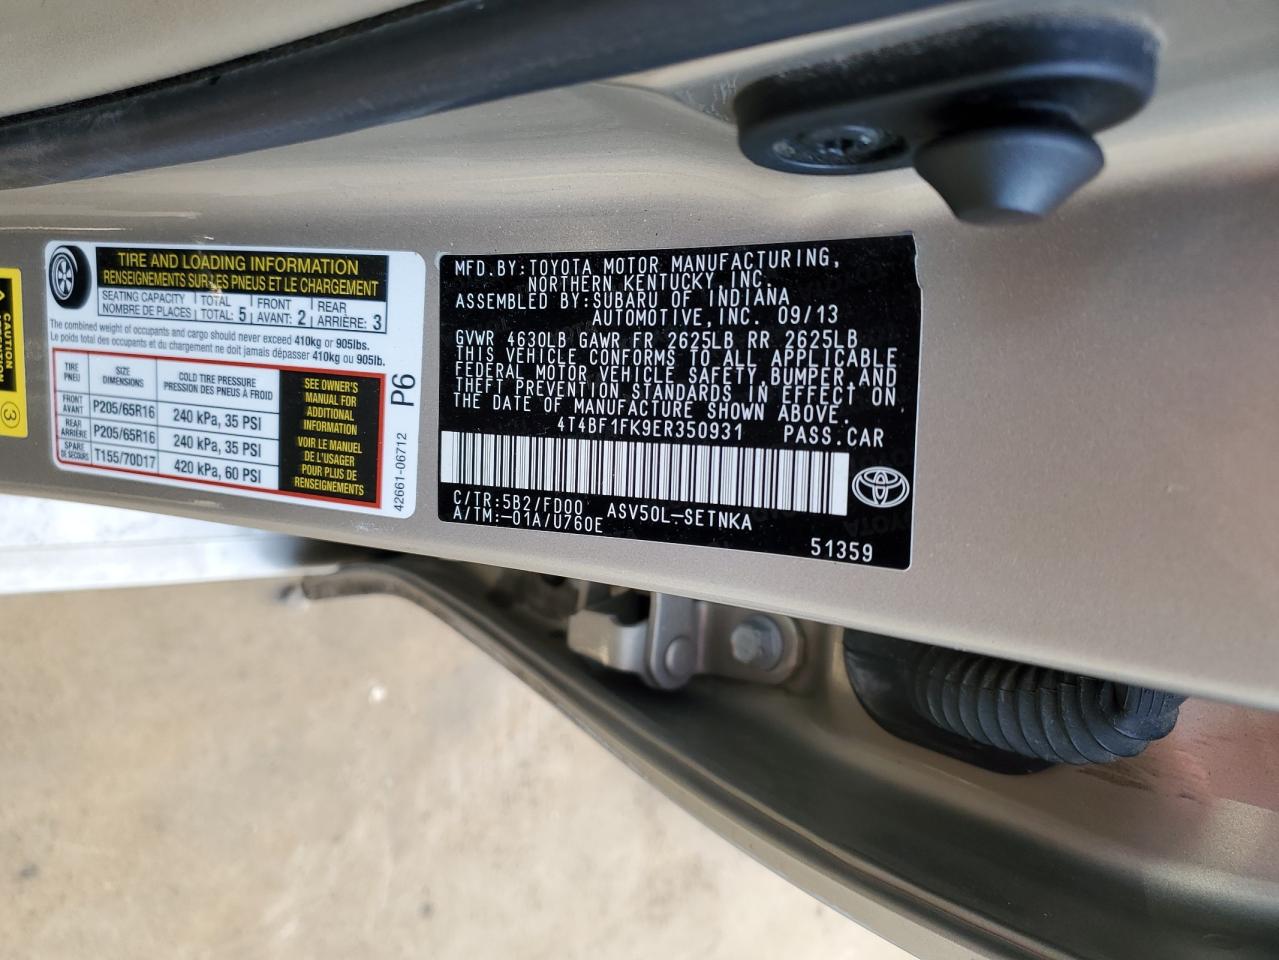 CAUTION
ATTENTION
3
TIRE AND LOADING INFORMATION
RENSEIGNEMENTS SUR LES PNEUS ET LE CHARGEMENT
SEATING CAPACITY TOTAL 5 FRONT 2 REAR 3
NOMBRE DE PLACES TOTAL: AVANT: ARRIÈRE:
The combined weight of occupants and cargo should never exceed 410kg or 905lbs.
Le poids total des occupants et du chargement ne doit jamais dépasser 410kg ou 905lb.
TIRE SIZE COLD TIRE PRESSURE
PNEU DIMENSIONS PRESSION DES PNEUS À FROID
FRONT AVANT P205/65R16 240 kPa, 35 PSI
REAR ARRIÈRE P205/65R16 240 kPa, 35 PSI
SPARE DE SECOURS T155/70D17 420 kPa, 60 PSI
SEE OWNER'S
MANUAL FOR
ADDITIONAL
INFORMATION
VOIR LE MANUEL
DE L'USAGER
POUR PLUS DE
RENSEIGNEMENTS
42661-06712 P6
MFD.BY:TOYOTA MOTOR MANUFACTURING,
NORTHERN KENTUCKY,INC.
ASSEMBLED BY:SUBARU OF INDIANA
AUTOMOTIVE,INC. 09/13
GVWR 4630LB GAWR FR 2625LB RR 2625LB
THIS VEHICLE CONFORMS TO ALL APPLICABLE
FEDERAL MOTOR VEHICLE SAFETY,BUMPER,AND
THEFT PREVENTION STANDARDS IN EFFECT ON
THE DATE OF MANUFACTURE SHOWN ABOVE.
4T4BF1FK9ER350931 PASS.CAR
C/TR:5B2/FD00 ASV50L-SETNKA
A/TM:-01A/U760E
51359